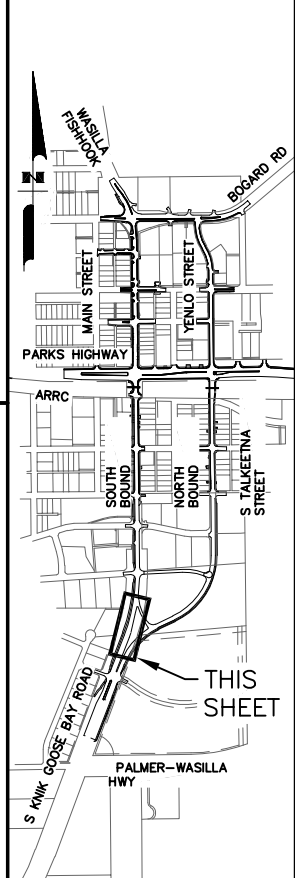 WASILLA
FISHHOOK
BOGARD RD
N
MAIN STREET
YENLO STREET
PARKS HIGHWAY
ARRC
SOUTH
BOUND
NORTH
BOUND
S TALKEETNA
STREET
THIS
SHEET
S KNIK GOOSE BAY ROAD
PALMER-WASILLA
HWY